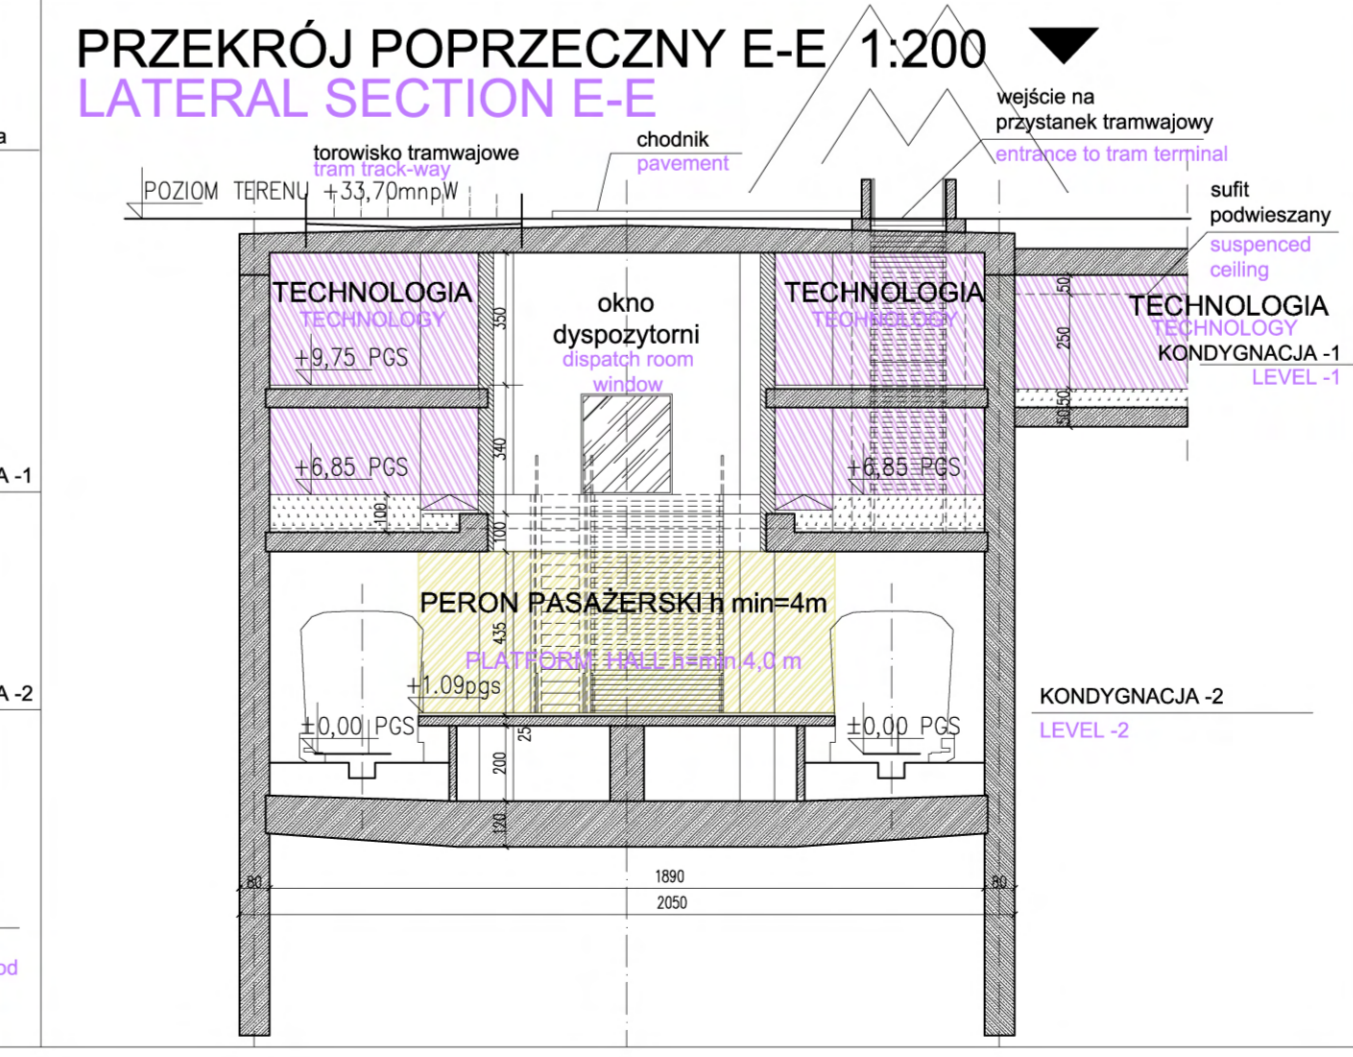 PRZEKRÓJ POPRZECZNY E-E 1:200
LATERAL SECTION E-E
a
wejście na
przystanek tramwajowy
entrance to tram terminal
chodnik
pavement
torowisko tramwajowe
tram track-way
POZIOM TERENU +33,70mnpW
sufit
podwieszany
suspenced
ceiling
TECHNOLOGIA
TECHNOLOGY
+9,75 PGS
350
okno
dyspozytorni
dispatch room
window
TECHNOLOGIA
TECHNOLOGY
50
250
50
50
TECHNOLOGIA
TECHNOLOGY
KONDYGNACJA -1
LEVEL -1
A -1
+6,85 PGS
340
+6,85 PGS
100
100
PERON PASAŻERSKI h min=4m
435
PLATFORM HALL h=min 4,0 m
+1.09pgs
A -2
KONDYGNACJA -2
LEVEL -2
±0,00 PGS
25
±0,00 PGS
200
120
80
1890
80
2050
od